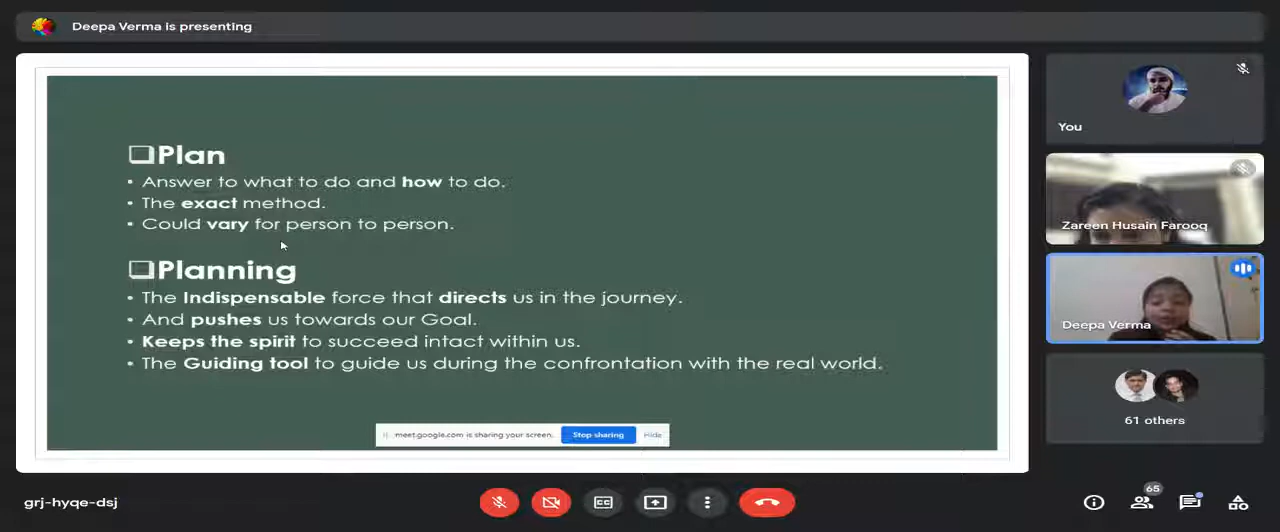 Deepa Verma is presenting
Plan
• Answer to what to do and how to do.
• The exact method.
• Could vary for person to person.
Planning
• The Indispensable force that directs us in the journey.
• And pushes us towards our Goal.
• Keeps the spirit to succeed intact within us.
• The Guiding tool to guide us during the confrontation with the real world.
meet.google.com is sharing your screen.
Stop sharing
Hide
You
Zareen Husain Farooq
Deepa Verma
61 others
grj-hyqe-dsj
CC
65